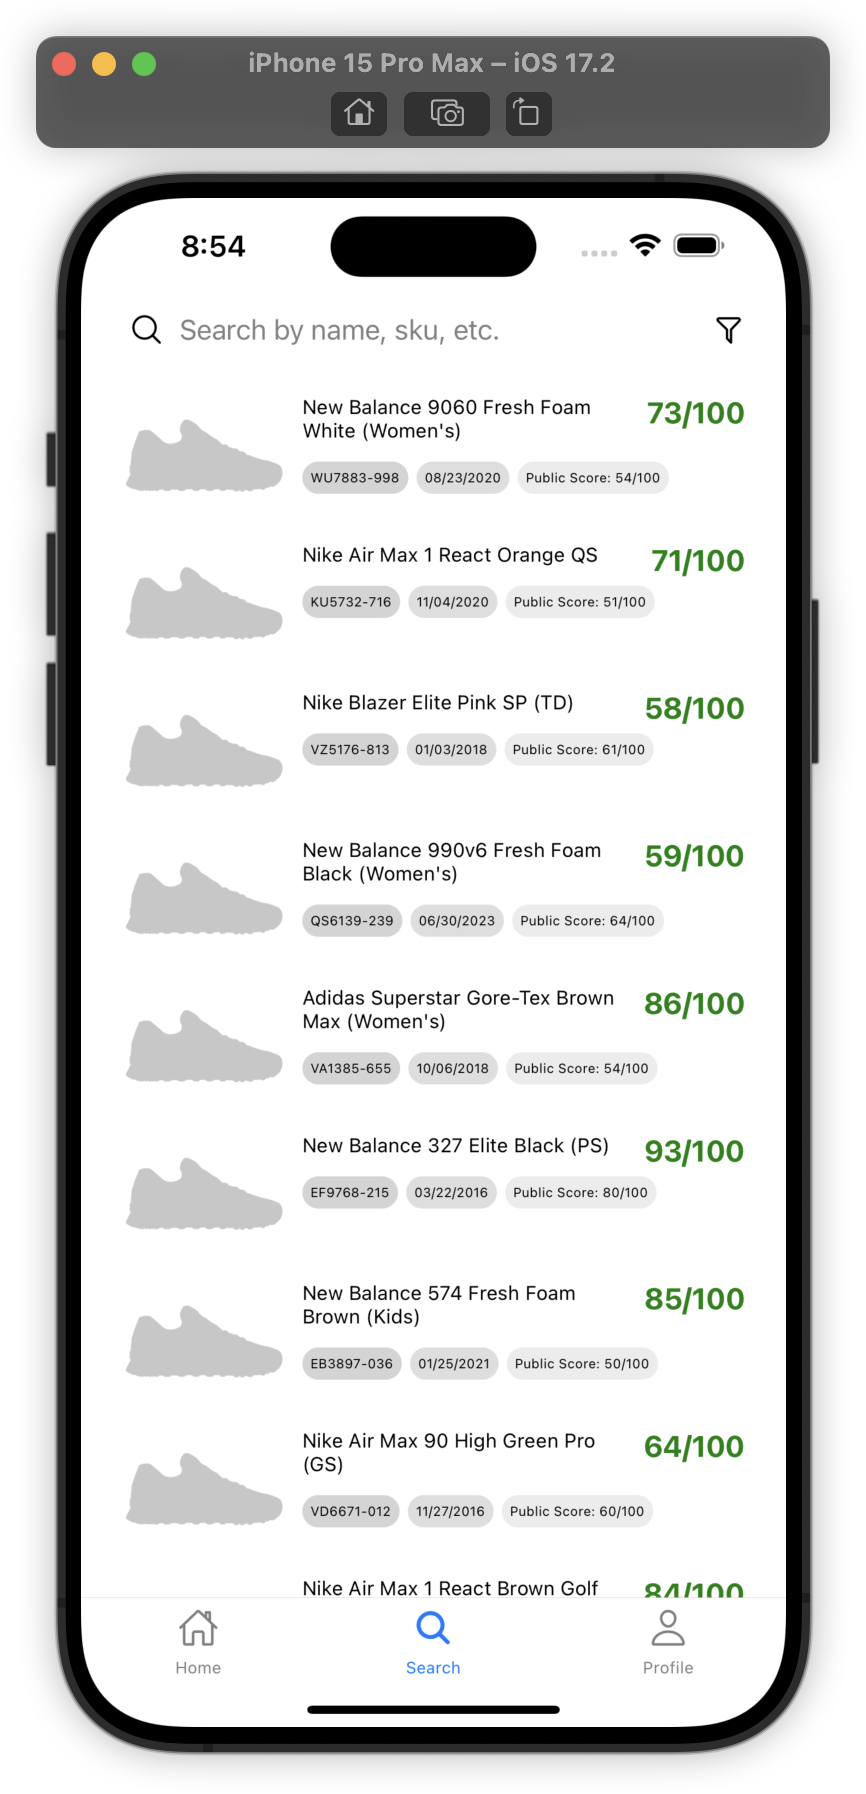 iPhone 15 Pro Max – iOS 17.2
8:54
Search by name, sku, etc.
New Balance 9060 Fresh Foam
White (Women's)
73/100
WU7883-998 08/23/2020 Public Score: 54/100
Nike Air Max 1 React Orange QS
71/100
KU5732-716 11/04/2020 Public Score: 51/100
Nike Blazer Elite Pink SP (TD)
58/100
VZ5176-813 01/03/2018 Public Score: 61/100
New Balance 990v6 Fresh Foam
Black (Women's)
59/100
QS6139-239 06/30/2023 Public Score: 64/100
Adidas Superstar Gore-Tex Brown
Max (Women's)
86/100
VA1385-655 10/06/2018 Public Score: 54/100
New Balance 327 Elite Black (PS)
93/100
EF9768-215 03/22/2016 Public Score: 80/100
New Balance 574 Fresh Foam
Brown (Kids)
85/100
EB3897-036 01/25/2021 Public Score: 50/100
Nike Air Max 90 High Green Pro
(GS)
64/100
VD6671-012 11/27/2016 Public Score: 60/100
Nike Air Max 1 React Brown Golf
84/100
Home Search Profile